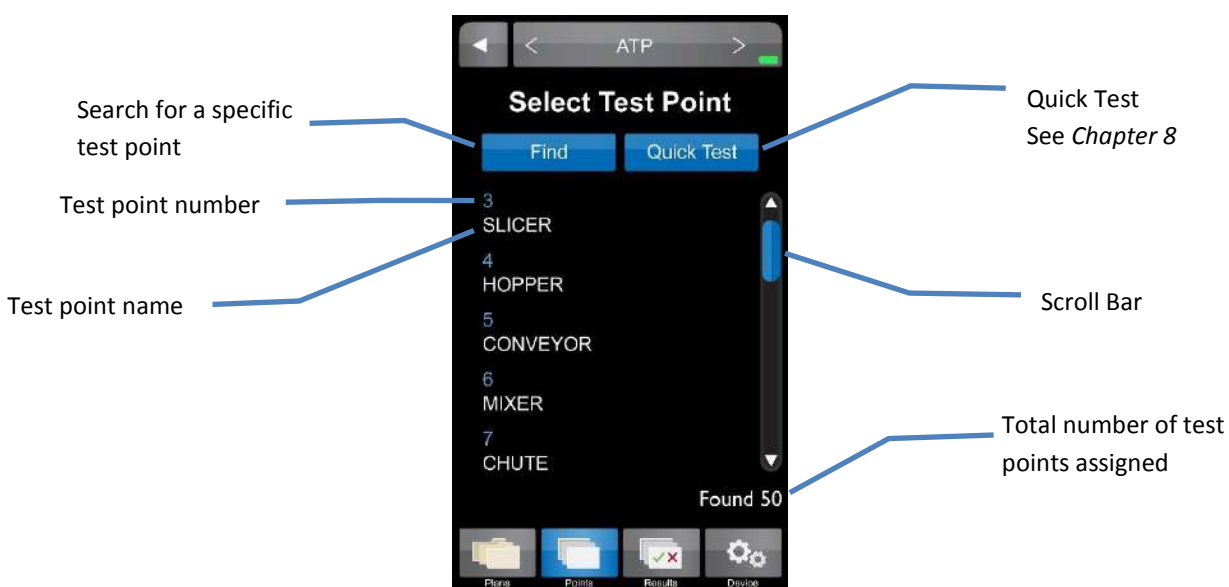 < ATP >
Select Test Point
Find Quick Test
3
SLICER
4
HOPPER
5
CONVEYOR
6
MIXER
7
CHUTE
Found 50
Plans Points Results Device
Search for a specific
test point
Test point number
Test point name
Quick Test
See Chapter 8
Scroll Bar
Total number of test
points assigned